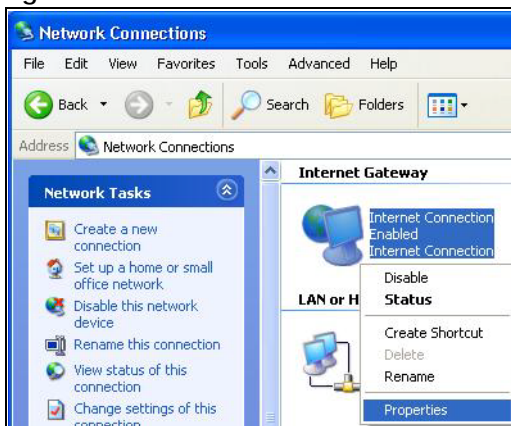 Network Connections
File Edit View Favorites Tools Advanced Help
Back Search Folders
Address Network Connections
Network Tasks
Create a new
connection
Set up a home or small
office network
Disable this network
device
Rename this connection
View status of this
connection
Change settings of this
connection
Internet Gateway
Internet Connection
Enabled
Internet Connection
LAN or H
Disable
Status
Create Shortcut
Delete
Rename
Properties